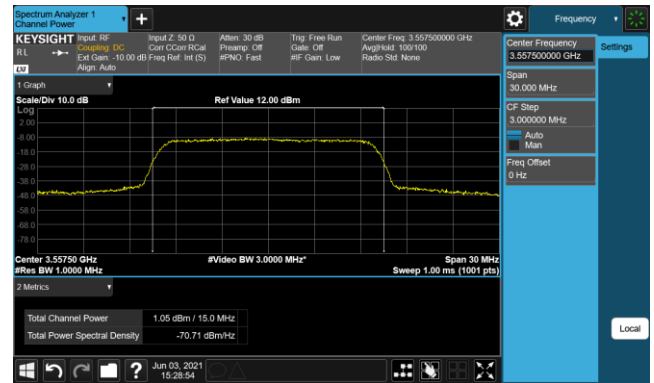 Spectrum Analyzer 1
Channel Power
Frequency
KEYSIGHT
RL
Input: RF
Coupling: DC
Ext Gain: -10.00 dB
Align: Auto
Input Z: 50 Ω
Corr CCorr RCal
Freq Ref: Int (S)
Atten: 30 dB
Preamp: Off
#PNO: Fast
Trig: Free Run
Gate: Off
#IF Gain: Low
Center Freq: 3.557500000 GHz
Avg|Hold: 100/100
Radio Std: None
Center Frequency
3.557500000 GHz
Settings
Span
30.000 MHz
CF Step
3.000000 MHz
Auto
Man
Freq Offset
0 Hz
1 Graph
Scale/Div 10.0 dB
Ref Value 12.00 dBm
Log
2.00
-8.00
-18.0
-28.0
-38.0
-48.0
-58.0
-68.0
-78.0
Center 3.55750 GHz
#Video BW 3.0000 MHz*
Span 30 MHz
#Res BW 1.0000 MHz
Sweep 1.00 ms (1001 pts)
2 Metrics
Total Channel Power 1.05 dBm / 15.0 MHz
Total Power Spectral Density -70.71 dBm/Hz
Local
?
Jun 03, 2021
15:28:54